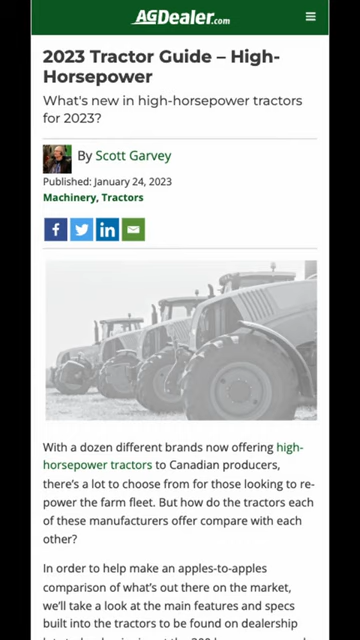 AGDealer.com
2023 Tractor Guide – High-
Horsepower
What's new in high-horsepower tractors
for 2023?
By Scott Garvey
Published: January 24, 2023
Machinery, Tractors
With a dozen different brands now offering high-
horsepower tractors to Canadian producers,
there's a lot to choose from for those looking to re-
power the farm fleet. But how do the tractors each
of these manufacturers offer compare with each
other?
In order to help make an apples-to-apples
comparison of what's out there on the market,
we'll take a look at the main features and specs
built into the tractors to be found on dealership